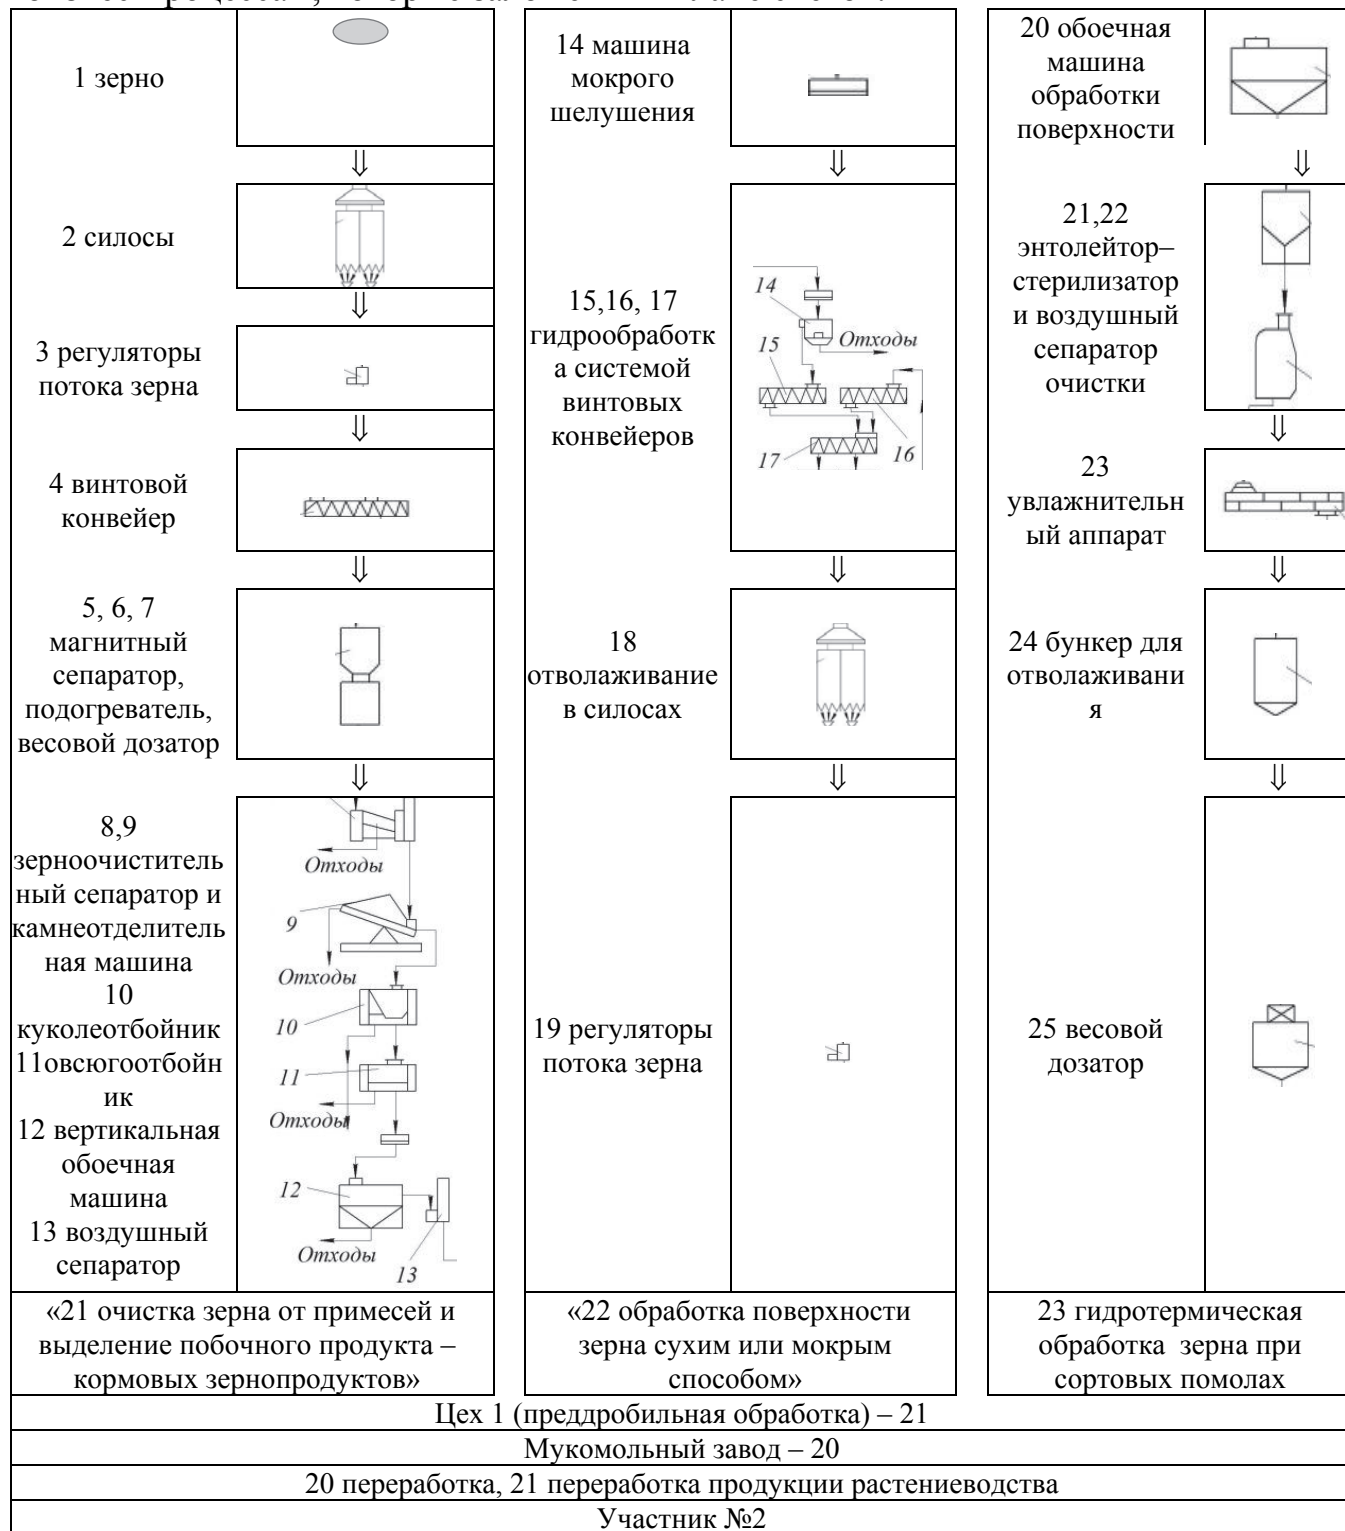 1 зерно
2 силосы
3 регуляторы
потока зерна
4 винтовой
конвейер
5, 6, 7
магнитный
сепаратор,
подогреватель,
весовой дозатор
8,9
зерноочиститель
ный сепаратор и
камнеотделитель
ная машина
10
куколеотбойник
11овсюгоотбойн
ик
12 вертикальная
обоечная
машина
13 воздушный
сепаратор
Отходы
9
Отходы
10
11
Отходы
12
Отходы
13
«21 очистка зерна от примесей и
выделение побочного продукта –
кормовых зернопродуктов»
14 машина
мокрого
шелушения
15,16, 17
гидрообработк
а системой
винтовых
конвейеров
14
Отходы
15
16
17
18
отволаживание
в силосах
19 регуляторы
потока зерна
«22 обработка поверхности
зерна сухим или мокрым
способом»
20 обоечная
машина
обработки
поверхности
21,22
энтолейтор–
стерилизатор
и воздушный
сепаратор
очистки
23
увлажнительн
ый аппарат
24 бункер для
отволаживани
я
25 весовой
дозатор
23 гидротермическая
обработка зерна при
сортовых помолах
Цех 1 (преддробильная обработка) – 21
Мукомольный завод – 20
20 переработка, 21 переработка продукции растениеводства
Участник №2